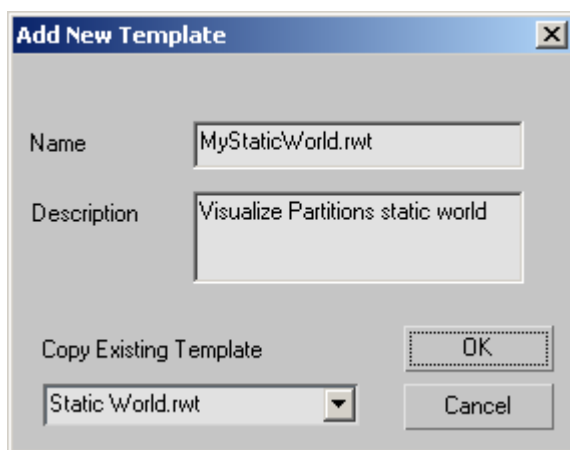 Add New Template
Name
MyStaticWorld.rwt
Description
Visualize Partitions static world
Copy Existing Template
OK
Static World.rwt
Cancel